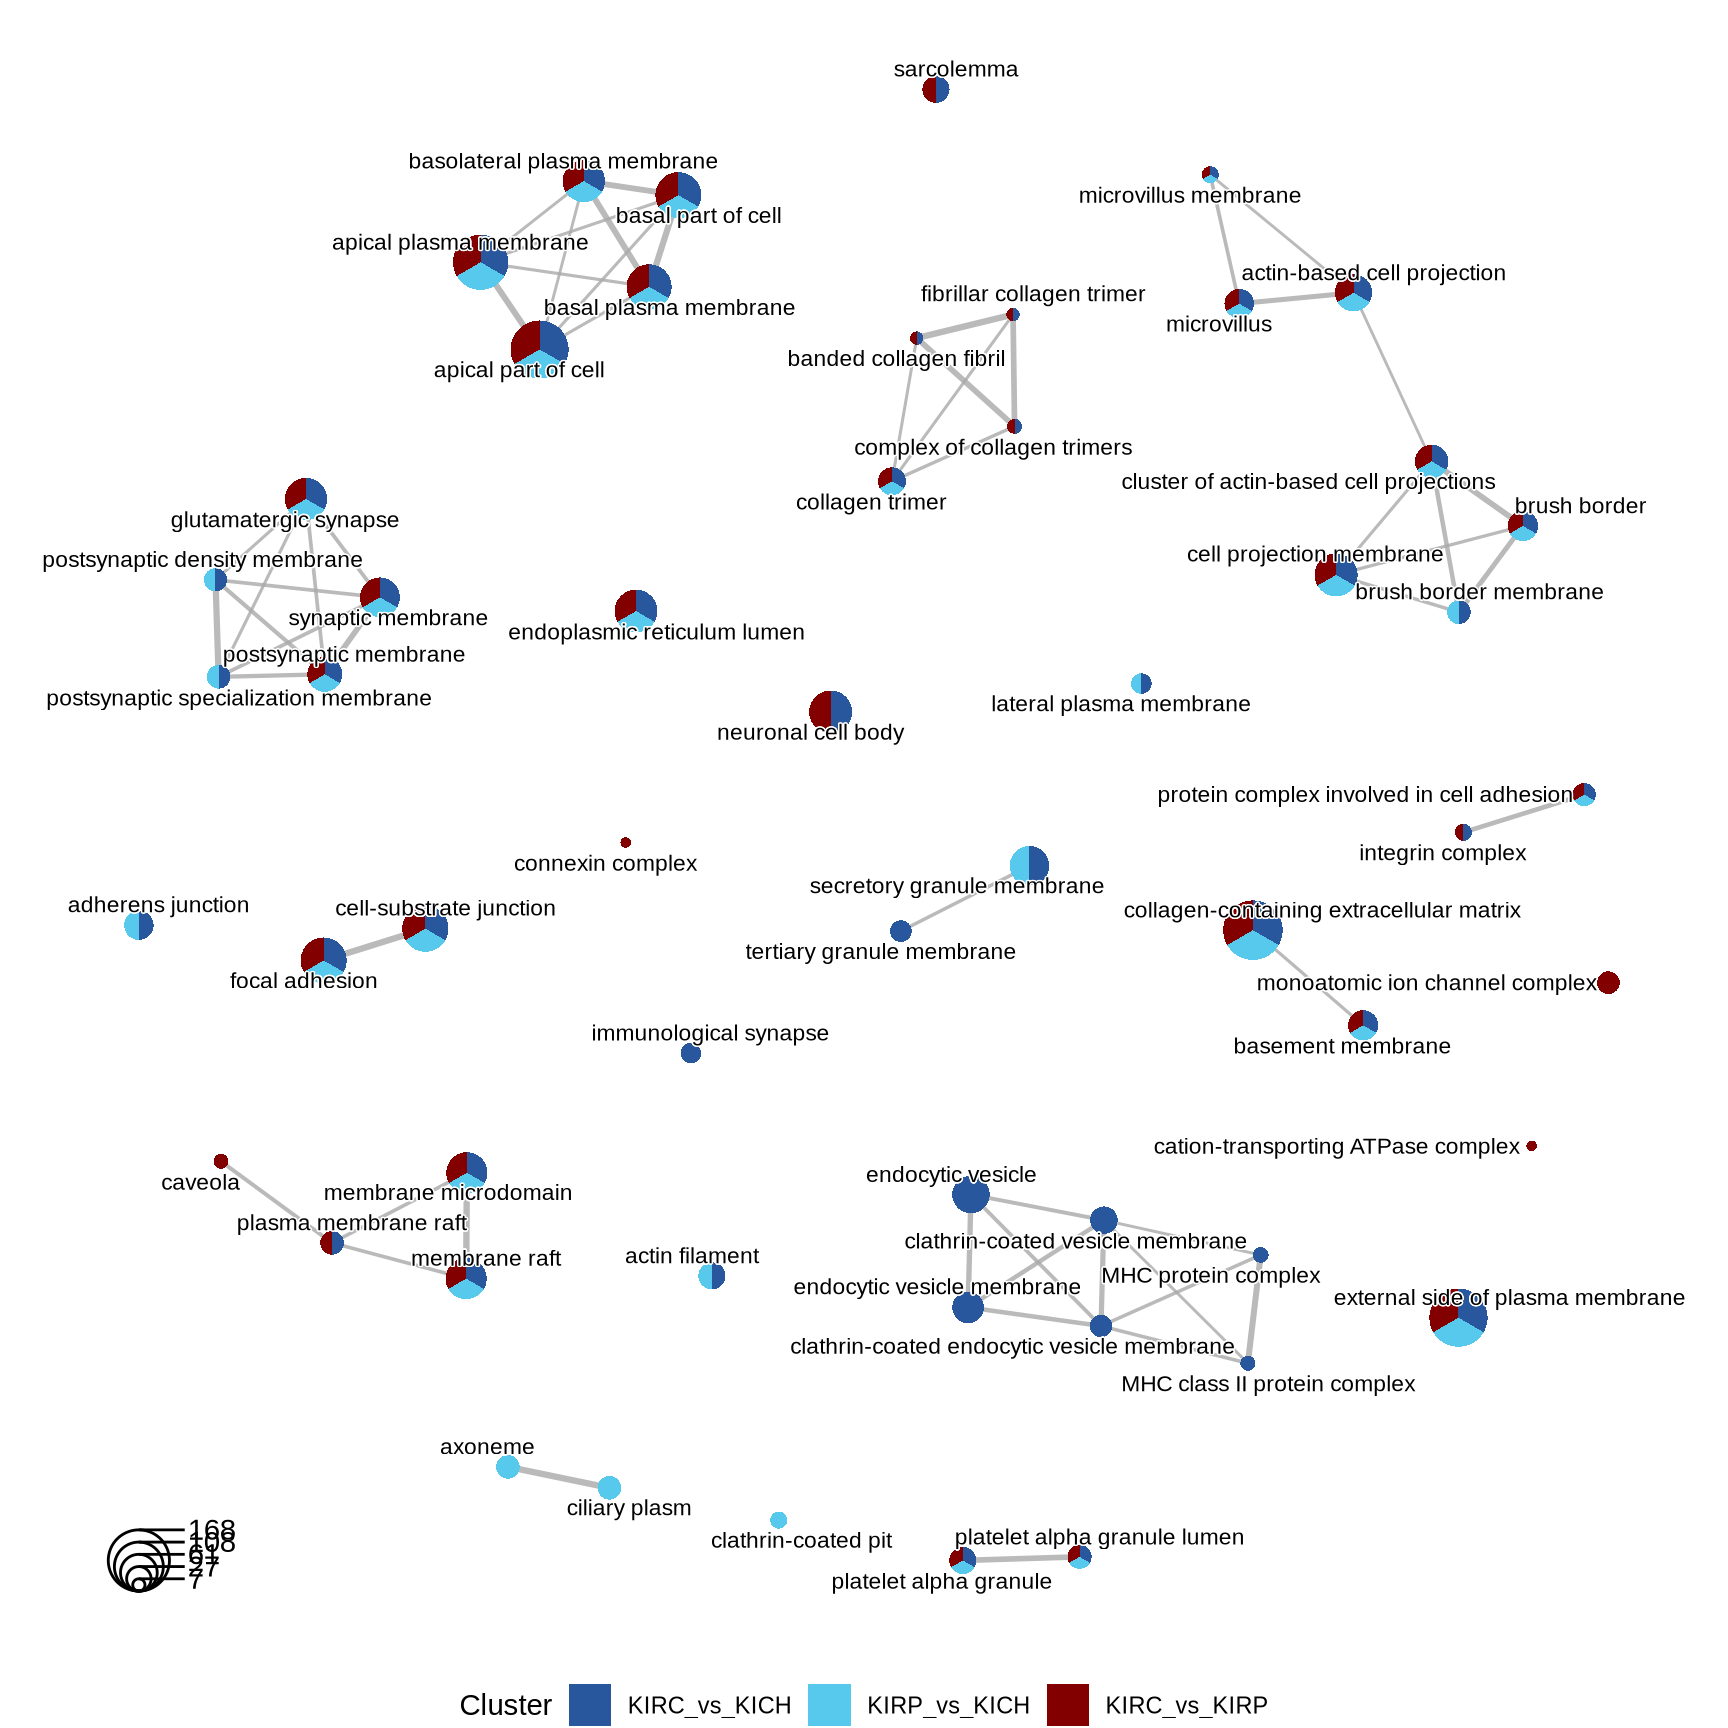 sarcolemma
basolateral plasma membrane
basal part of cell
apical plasma membrane
basal plasma membrane
apical part of cell
microvillus membrane
actin-based cell projection
microvillus
fibrillar collagen trimer
banded collagen fibril
complex of collagen trimers
collagen trimer
cluster of actin-based cell projections
brush border
cell projection membrane
brush border membrane
glutamatergic synapse
postsynaptic density membrane
synaptic membrane
postsynaptic membrane
postsynaptic specialization membrane
endoplasmic reticulum lumen
neuronal cell body
lateral plasma membrane
protein complex involved in cell adhesion
integrin complex
connexin complex
adherens junction
cell-substrate junction
focal adhesion
secretory granule membrane
tertiary granule membrane
collagen-containing extracellular matrix
monoatomic ion channel complex
basement membrane
immunological synapse
cation-transporting ATPase complex
caveola
membrane microdomain
plasma membrane raft
membrane raft
actin filament
endocytic vesicle
clathrin-coated vesicle membrane
MHC protein complex
endocytic vesicle membrane
clathrin-coated endocytic vesicle membrane
MHC class II protein complex
external side of plasma membrane
axoneme
ciliary plasm
clathrin-coated pit
platelet alpha granule lumen
platelet alpha granule
168
108
61
27
7
Cluster KIRC_vs_KICH KIRP_vs_KICH KIRC_vs_KIRP